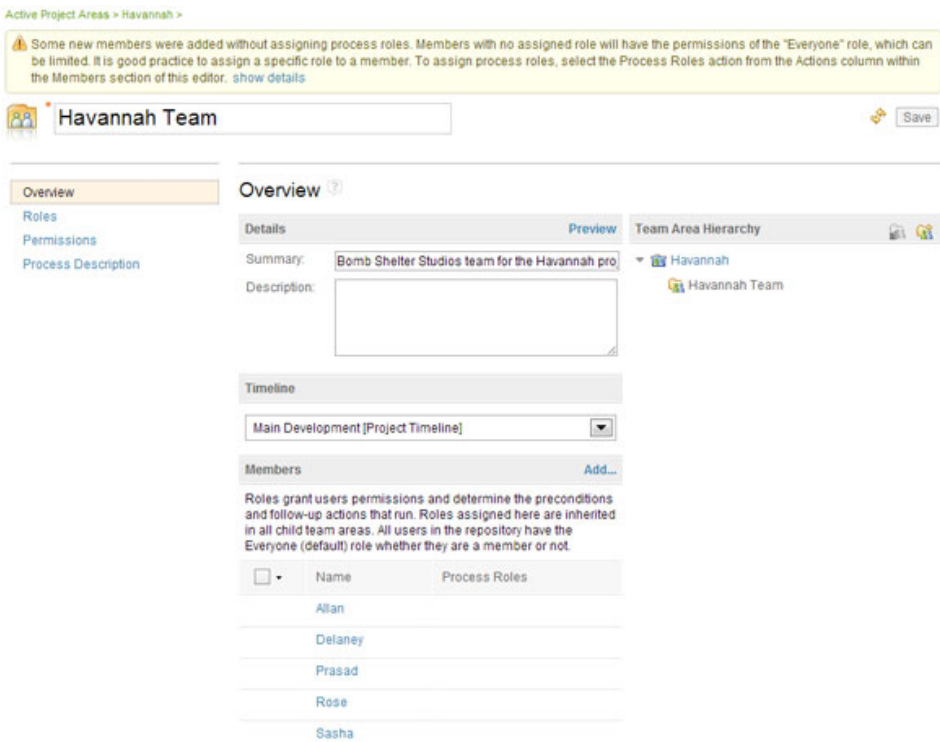 Active Project Areas > Havannah >
Some new members were added without assigning process roles. Members with no assigned role will have the permissions of the "Everyone" role, which can
be limited. It is good practice to assign a specific role to a member. To assign process roles, select the Process Roles action from the Actions column within
the Members section of this editor. show details
* Havannah Team
Save
Overview
Roles
Permissions
Process Description
Overview ?
Details Preview
Summary: Bomb Shelter Studios team for the Havannah pro
Description:
Timeline
Main Development [Project Timeline]
Members Add...
Roles grant users permissions and determine the preconditions
and follow-up actions that run. Roles assigned here are inherited
in all child team areas. All users in the repository have the
Everyone (default) role whether they are a member or not.
Name Process Roles
Allan
Delaney
Prasad
Rose
Sasha
Team Area Hierarchy
Havannah
Havannah Team